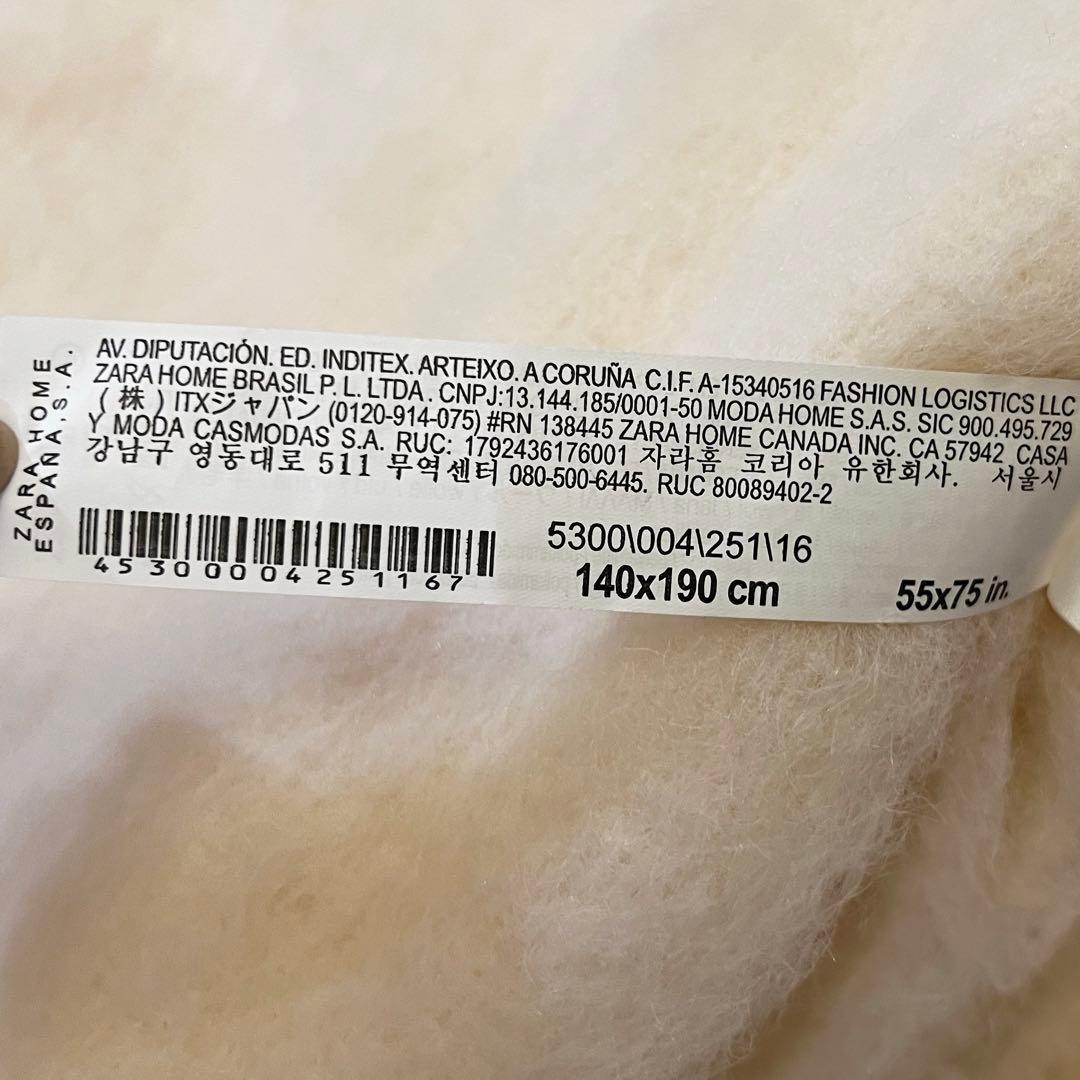 ZARA HOME
ESPAÑA,S.A.
AV. DIPUTACIÓN. ED. INDITEX. ARTEIXO. A CORUÑA C.I.F. A-15340516 FASHION LOGISTICS LLC
ZARA HOME BRASIL P. L. LTDA. CNPJ:13.144.185/0001-50 MODA HOME S.A.S. SIC 900.495.729
(株) ITXジャパン (0120-914-075) #RN 138445 ZARA HOME CANADA INC. CA 57942 CASA
Y MODA CASMODAS S.A. RUC: 1792436176001 자라홈 코리아 유한회사. 서울시
강남구 영동대로 511 무역센터 080-500-6445. RUC 80089402-2
45300004251167
5300\004\251\16
140x190 cm 55x75 in.